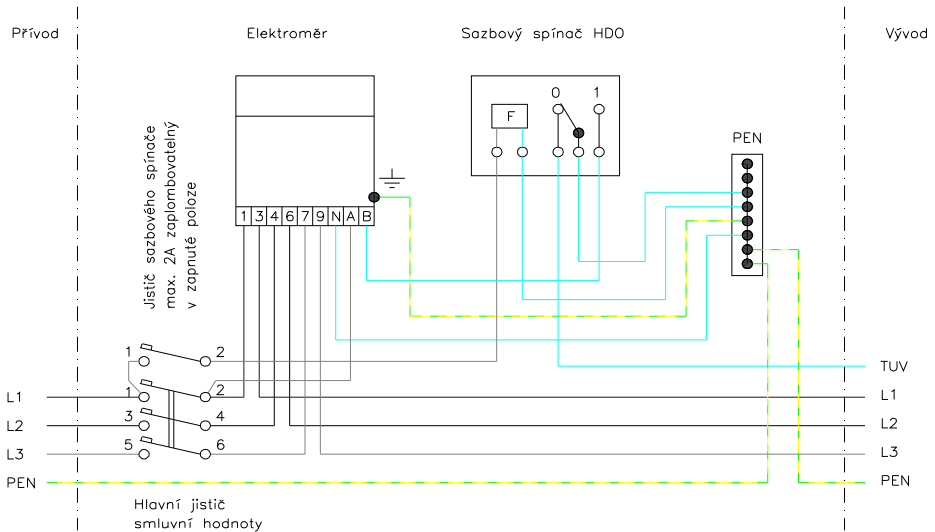 Přívod
Elektroměr
Sazbový spínač HDO
Vývod
0
1
F
PEN
Jistič sazbového spínače
max. 2A zaplombovatelný
v zapnuté poloze
1 3 4 6 7 9 N A B
1
2
TUV
L1
1
2
L1
L2
3
4
L2
L3
5
6
L3
PEN
PEN
Hlavní jistič
smluvní hodnoty